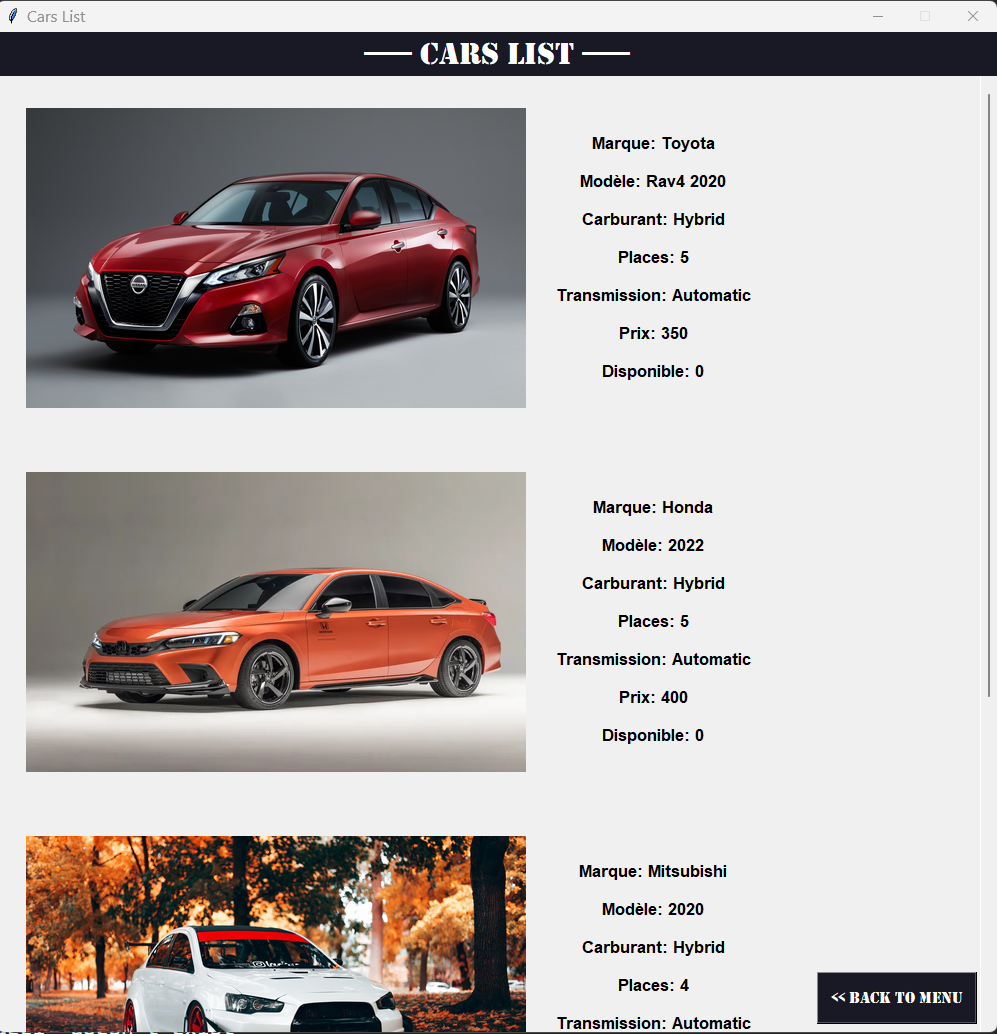 Cars List
CARS LIST
Marque: Toyota
Modèle: Rav4 2020
Carburant: Hybrid
Places: 5
Transmission: Automatic
Prix: 350
Disponible: 0
Marque: Honda
Modèle: 2022
Carburant: Hybrid
Places: 5
Transmission: Automatic
Prix: 400
Disponible: 0
Marque: Mitsubishi
Modèle: 2020
Carburant: Hybrid
Places: 4
Transmission: Automatic
<< BACK TO MENU